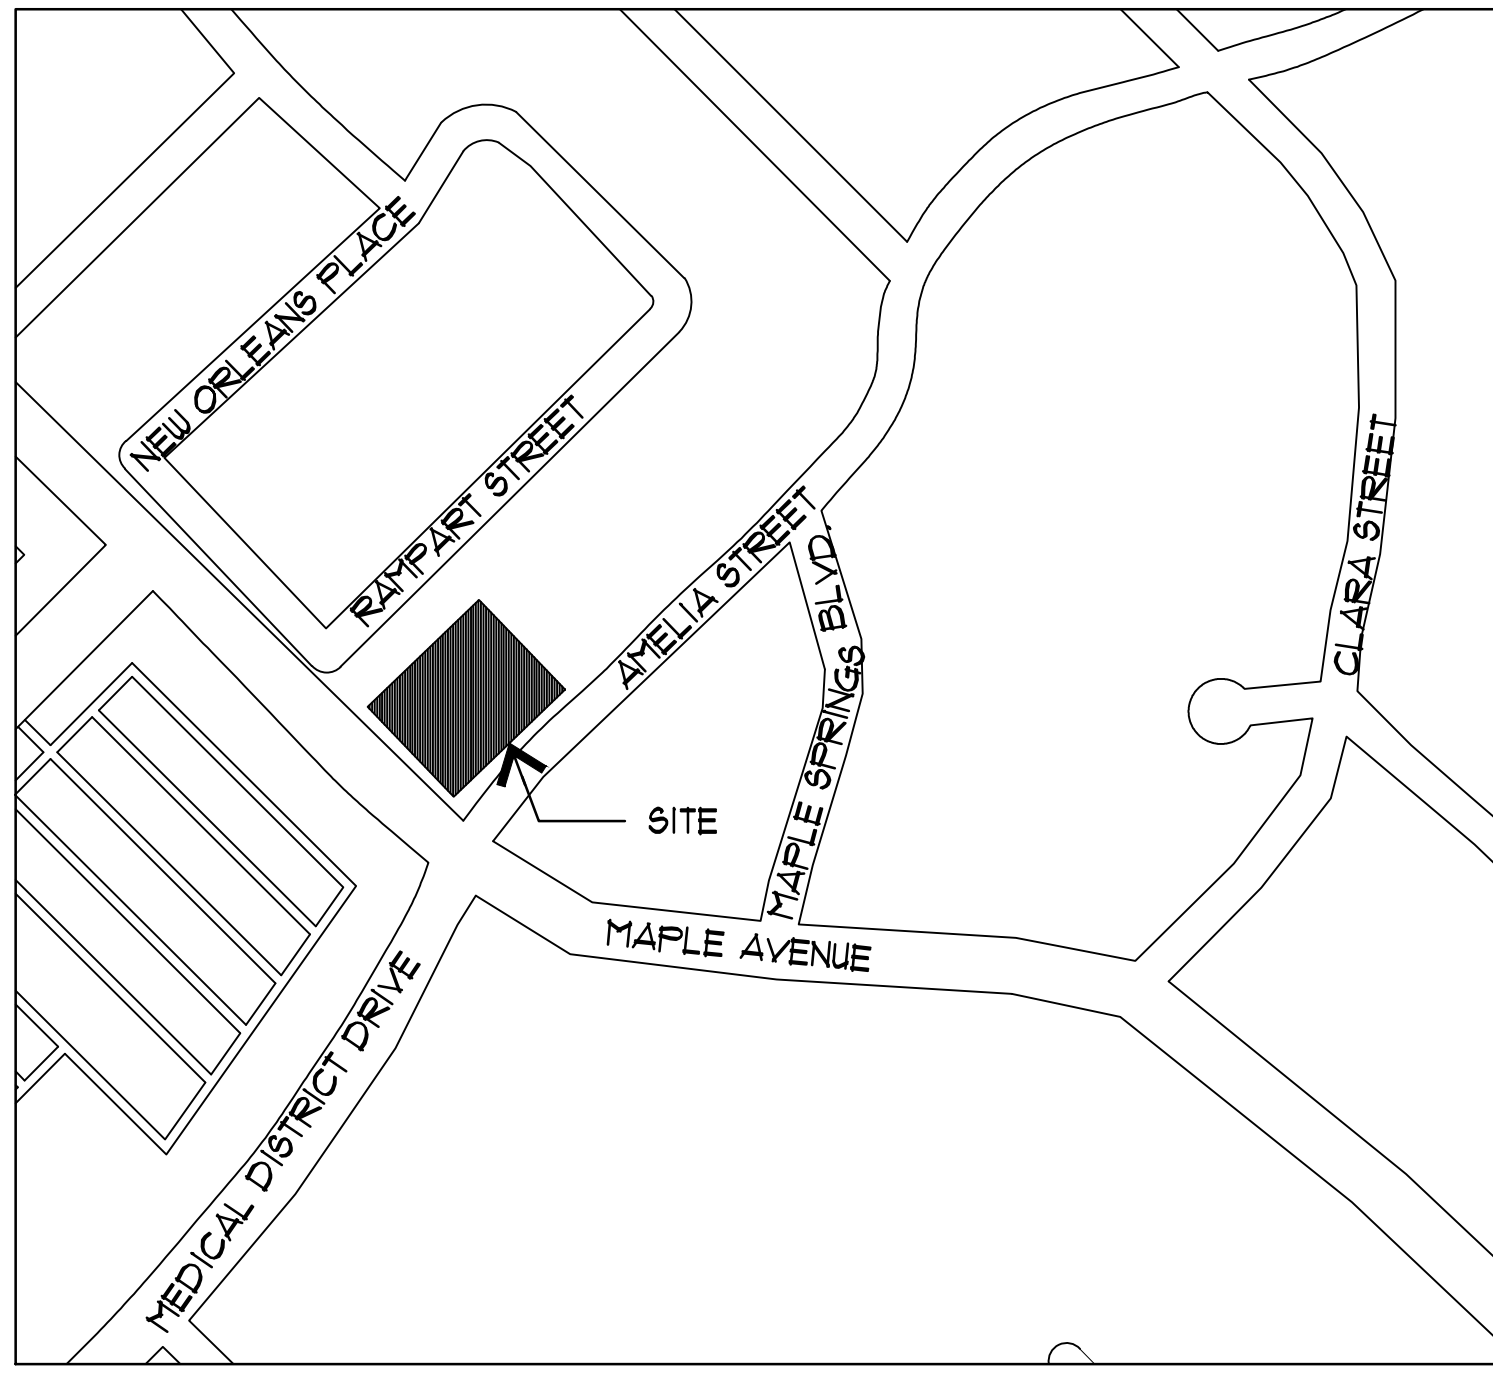 NEW ORLEANS PLACE
RAMPART STREET
AMELIA STREET
MAPLE SPRINGS BLVD.
CLARA STREET
SITE
MAPLE AVENUE
MEDICAL DISTRICT DRIVE